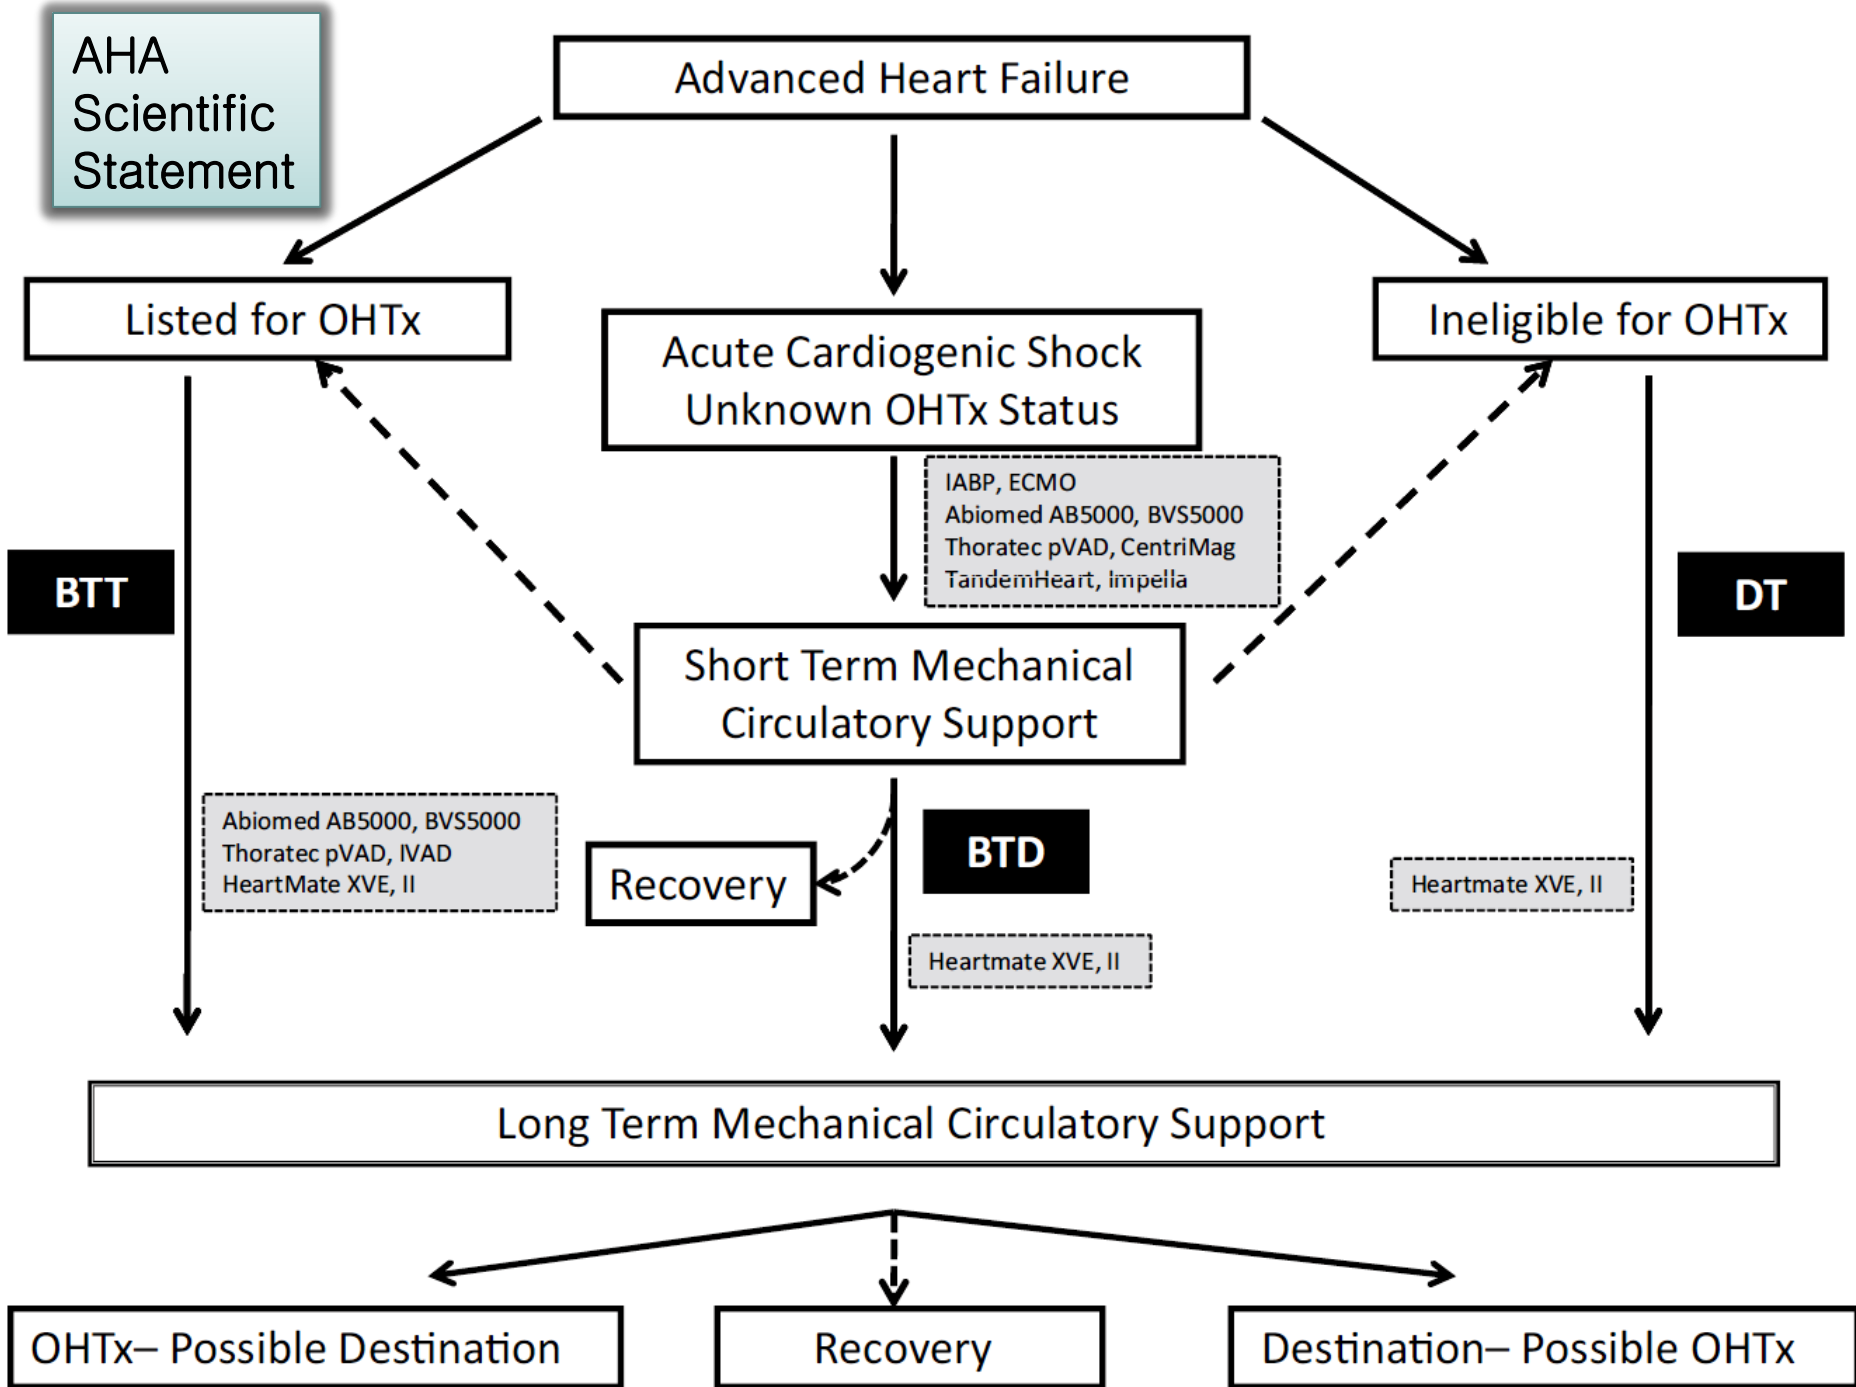 AHA
Scientific
Statement
Advanced Heart Failure
Listed for OHTx
Acute Cardiogenic Shock
Unknown OHTx Status
Ineligible for OHTx
IABP, ECMO
Abiomed AB5000, BVS5000
Thoratec pVAD, CentriMag
TandemHeart, Impella
BTT
DT
Short Term Mechanical
Circulatory Support
Abiomed AB5000, BVS5000
Thoratec pVAD, IVAD
HeartMate XVE, II
Recovery
BTD
Heartmate XVE, II
Heartmate XVE, II
Long Term Mechanical Circulatory Support
OHTx– Possible Destination
Recovery
Destination– Possible OHTx